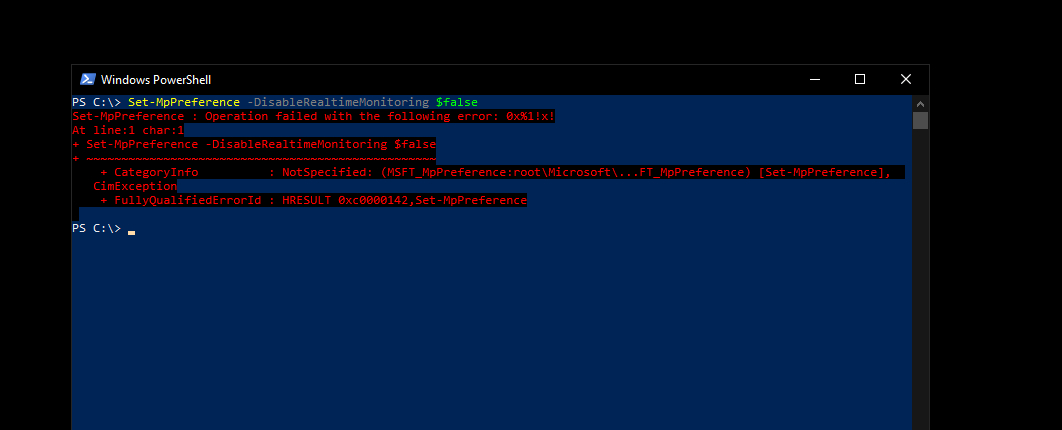 Windows PowerShell
PS C:\> Set-MpPreference -DisableRealtimeMonitoring $false
Set-MpPreference : Operation failed with the following error: 0x%1!x!
At line:1 char:1
+ Set-MpPreference -DisableRealtimeMonitoring $false
+ ~~~~~~~~~~~~~~~~~~~~~~~~~~~~~~~~~~~~~~~~~~~~~~~~~~
    + CategoryInfo          : NotSpecified: (MSFT_MpPreference:root\Microsoft\...FT_MpPreference) [Set-MpPreference],
   CimException
    + FullyQualifiedErrorId : HRESULT 0xc0000142,Set-MpPreference
PS C:\>